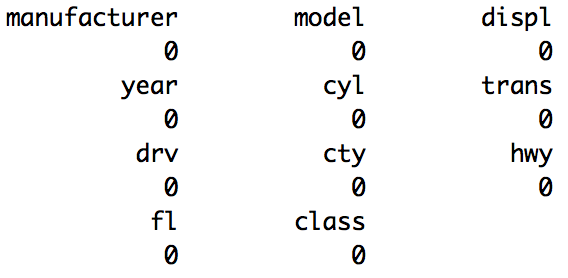 manufacturer model displ
0 0 0
year cyl trans
0 0 0
drv cty hwy
0 0 0
fl class
0 0